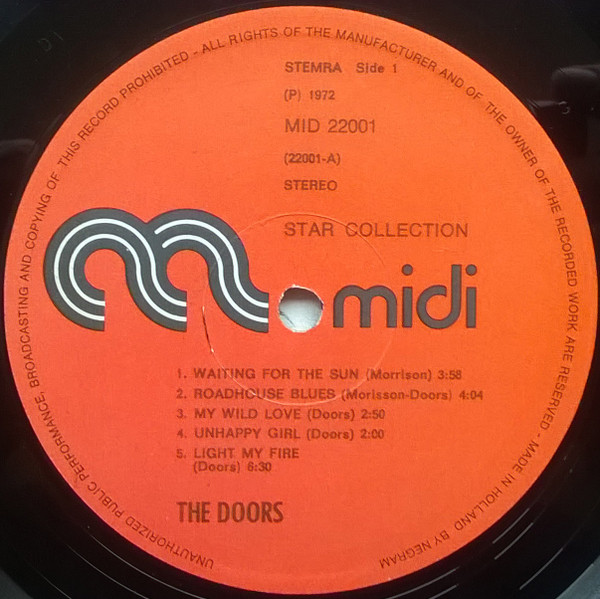 STEMRA Side 1
(P) 1972
MID 22001
(22001-A)
STEREO
STAR COLLECTION
midi
1. WAITING FOR THE SUN (Morrison) 3:58
2. ROADHOUSE BLUES (Morisson-Doors) 4:04
3. MY WILD LOVE (Doors) 2:50
4. UNHAPPY GIRL (Doors) 2:00
5. LIGHT MY FIRE
(Doors) 6:30
THE DOORS
UNAUTHORIZED PUBLIC PERFORMANCE, BROADCASTING AND COPYING OF THIS RECORD PROHIBITED - ALL RIGHTS OF THE MANUFACTURER AND OF THE OWNER OF THE RECORDED WORK ARE RESERVED - MADE IN HOLLAND BY NEGRAM